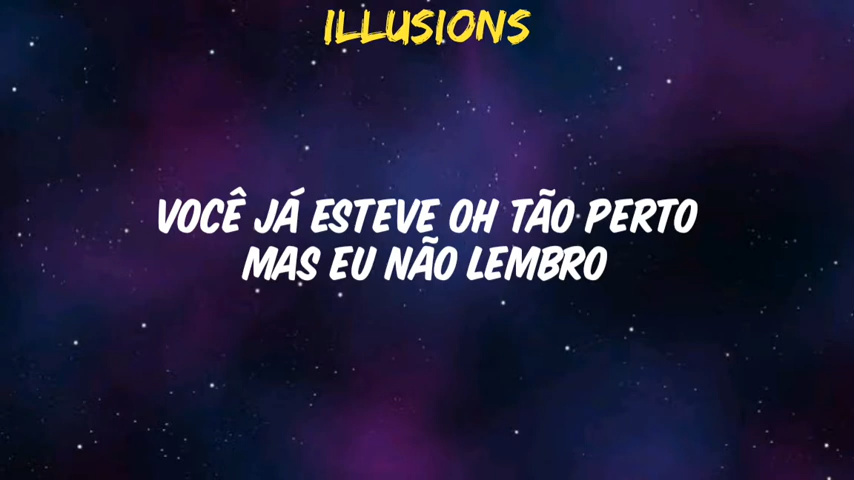 ILLUSIONS
VOCÊ JÁ ESTEVE OH TÃO PERTO
MAS EU NÃO LEMBRO